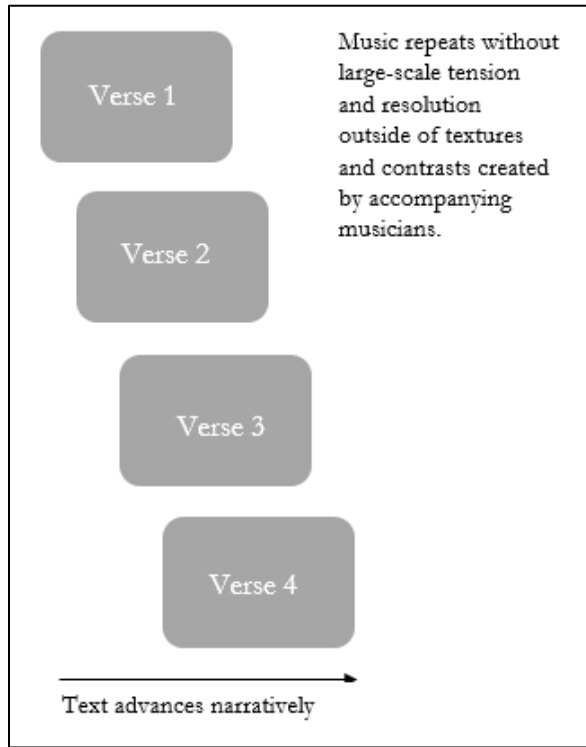 Music repeats without
large-scale tension
and resolution
outside of textures
and contrasts created
by accompanying
musicians.
Verse 1
Verse 2
Verse 3
Verse 4
Text advances narratively